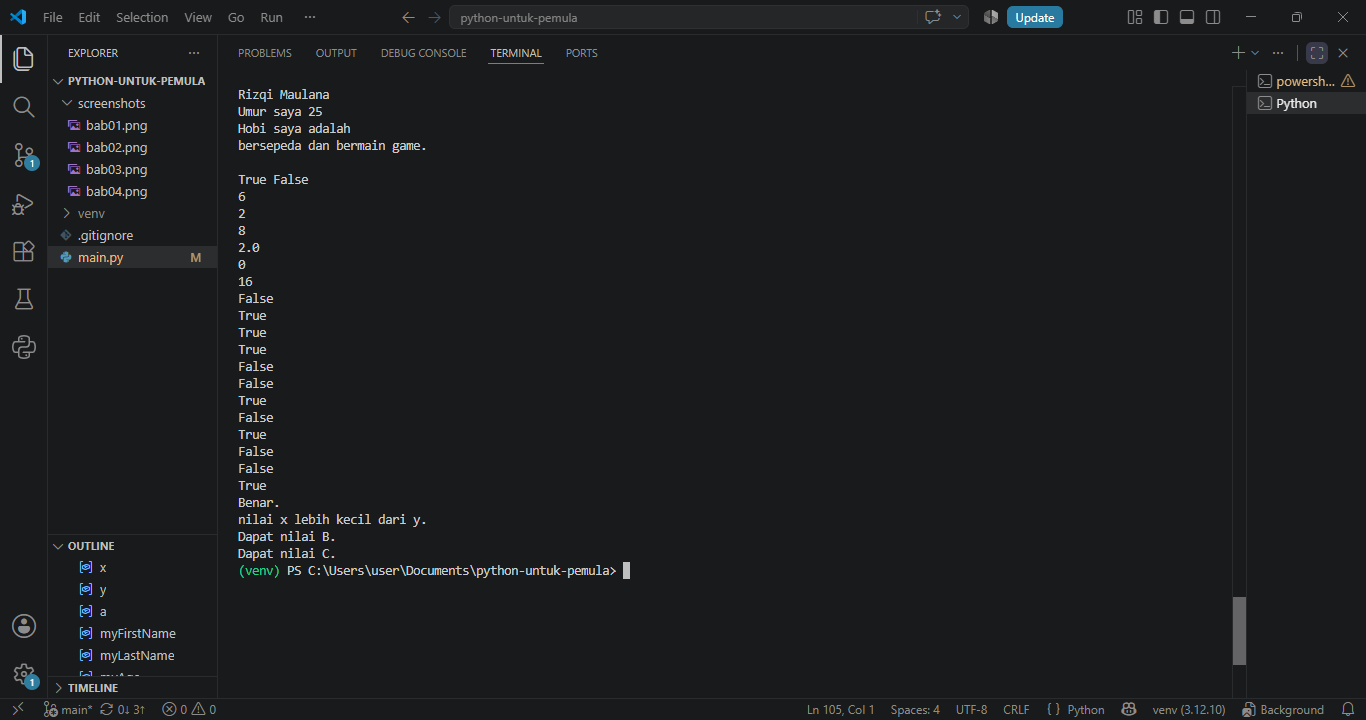 File Edit Selection View Go Run ···
python-untuk-pemula
Update
EXPLORER ···
PYTHON-UNTUK-PEMULA
screenshots
bab01.png
bab02.png
bab03.png
bab04.png
venv
.gitignore
main.py M
OUTLINE
x
y
a
myFirstName
myLastName
TIMELINE
1
1
PROBLEMS OUTPUT DEBUG CONSOLE TERMINAL PORTS
Rizqi Maulana
Umur saya 25
Hobi saya adalah
bersepeda dan bermain game.
True False
6
2
8
2.0
0
16
False
True
True
True
False
False
True
False
True
False
False
True
Benar.
nilai x lebih kecil dari y.
Dapat nilai B.
Dapat nilai C.
(venv) PS C:\Users\user\Documents\python-untuk-pemula>
powersh...
Python
main* 0↓ 3↑ 0 0
Ln 105, Col 1 Spaces: 4 UTF-8 CRLF { } Python venv (3.12.10) Background